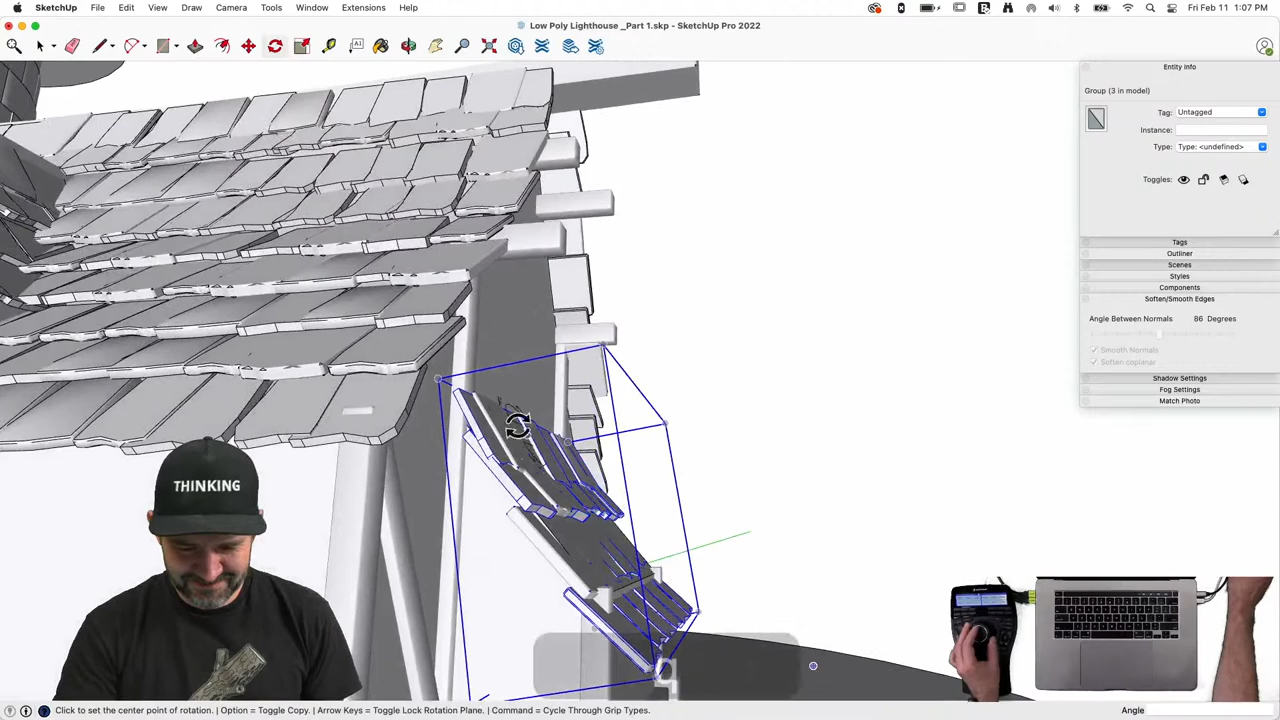 SketchUp File Edit View Draw Camera Tools Window Extensions Help
Fri Feb 11 1:07 PM
Low Poly Lighthouse _Part 1.skp - SketchUp Pro 2022
Entity Info
Group (3 in model)
Tag: Untagged
Instance:
Type: Type: <undefined>
Toggles:
Tags
Outliner
Scenes
Styles
Components
Soften/Smooth Edges
Angle Between Normals 86 Degrees
Smooth Normals
Soften coplanar
Shadow Settings
Fog Settings
Match Photo
THINKING
Click to set the center point of rotation. | Option = Toggle Copy. | Arrow Keys = Toggle Lock Rotation Plane. | Command = Cycle Through Grip Types.
Angle